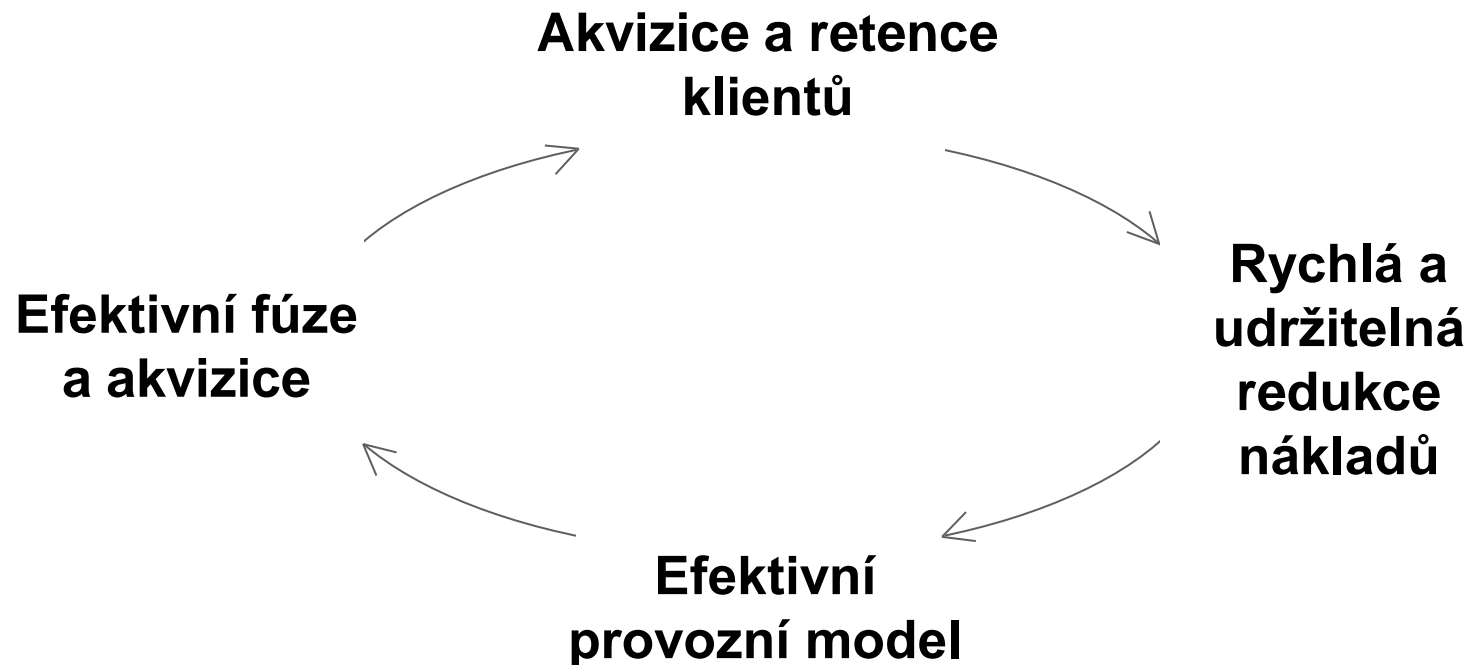 Akvizice a retence
klientů
Rychlá a
udržitelná
redukce
nákladů
Efektivní
provozní model
Efektivní fúze
a akvizice